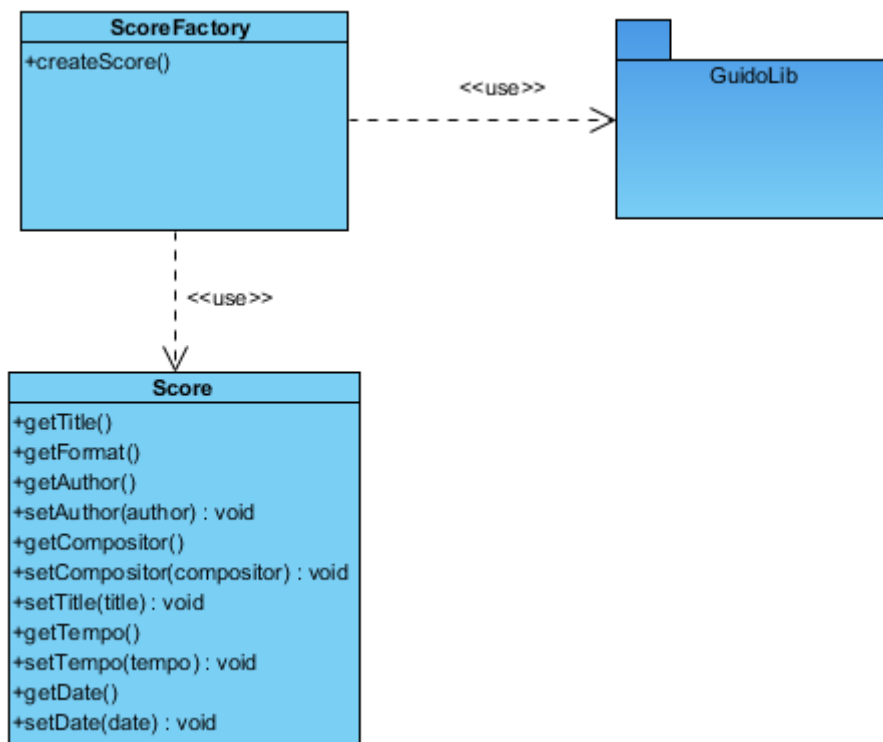 ScoreFactory
+createScore()
GuidoLib
<<use>>
<<use>>
Score
+getTitle()
+getFormat()
+getAuthor()
+setAuthor(author) : void
+getCompositor()
+setCompositor(compositor) : void
+setTitle(title) : void
+getTempo()
+setTempo(tempo) : void
+getDate()
+setDate(date) : void